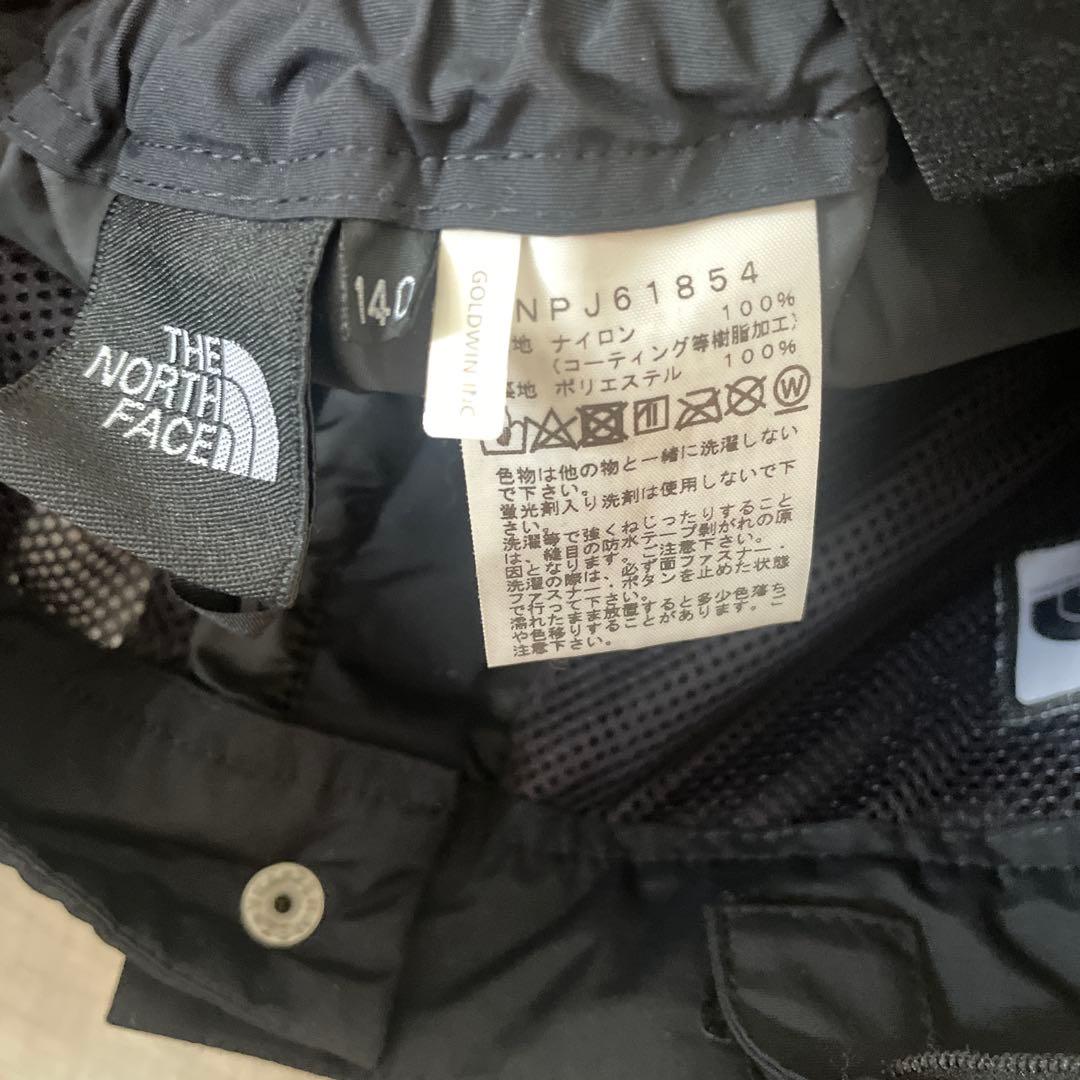 THE
NORTH
FACE
140
GOLDWIN INC
NPJ61854
地 ナイロン 100%
(コーティング等樹脂加工)
裏地 ポリエステル 100%
W
色物は他の物と一緒に洗濯しない
で下さい。
蛍光剤入り洗剤は使用しないで下
さい。
洗濯等で強くねじったりすること
は、縫目の防水テープ剥がれの原
因となります。ご注意下さい。
洗濯の際は、必ず面ファスナー・
ファスナー、ボタンを止めた状態
で行って下さい。
濡れたまま放置すると多少色落ち
や色移りすることがあります。ご
注意下さい。